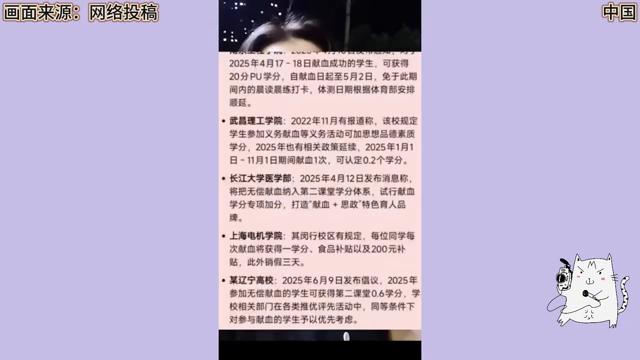 画面来源：网络投稿
中国
2025年4月17－18日献血成功的学生，可获得
20分PU学分，自献血日起至5月2日，免于此期
间内的晨读晨练打卡，体测日期根据体育部安排
顺延。
• 武昌理工学院：2022年11月有报道称，该校规定
学生参加义务献血等义务活动可加思想品德素质
学分，2025年也有相关政策延续，2025年1月1
日－11月1日期间献血1次，可认定0.2个学分。
• 长江大学医学部：2025年4月12日发布消息称，
将把无偿献血纳入第二课堂学分体系，试行献血
学分专项加分，打造“献血 + 思政”特色育人品
牌。
• 上海电机学院：其闵行校区有规定，每位同学每
次献血将获得一学分、食品补贴以及200元补
贴，此外销假三天。
• 某辽宁高校：2025年6月9日发布倡议，2025年
参加无偿献血的学生可获得第二课堂0.6学分，学
校相关部门在各类推优评先活动中，同等条件下
对参与献血的学生予以优先考虑。